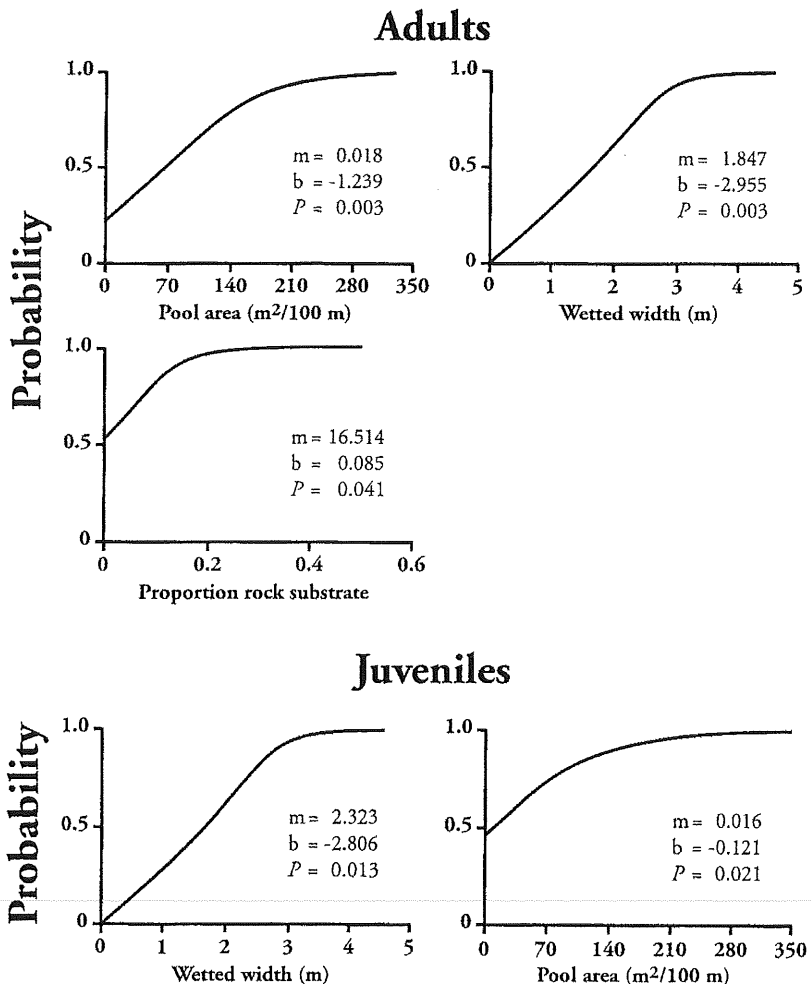 Adults
Probability
1.0
0.5
0
m = 0.018
b = -1.239
P = 0.003
0 70 140 210 280 350
Pool area (m²/100 m)
1.0
0.5
0
m = 1.847
b = -2.955
P = 0.003
0 1 2 3 4 5
Wetted width (m)
1.0
0.5
0
m = 16.514
b = 0.085
P = 0.041
0 0.2 0.4 0.6
Proportion rock substrate
Juveniles
Probability
1.0
0.5
0
m = 2.323
b = -2.806
P = 0.013
0 1 2 3 4 5
Wetted width (m)
1.0
0.5
0
m = 0.016
b = -0.121
P = 0.021
0 70 140 210 280 350
Pool area (m²/100 m)